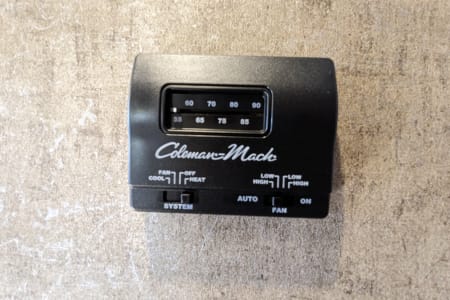 60 70 80 90
55 65 75 85
Coleman-Mach
FAN OFF
COOL HEAT
LOW LOW
HIGH HIGH
SYSTEM
AUTO FAN ON